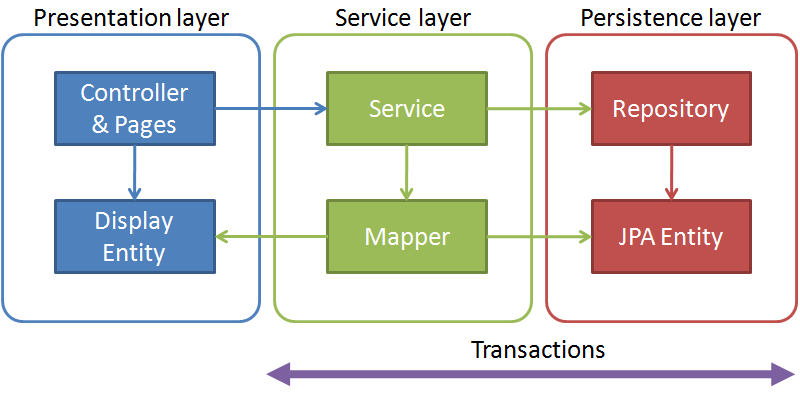 Presentation layer
Service layer
Persistence layer
Controller
& Pages
Service
Repository
Display
Entity
Mapper
JPA Entity
Transactions